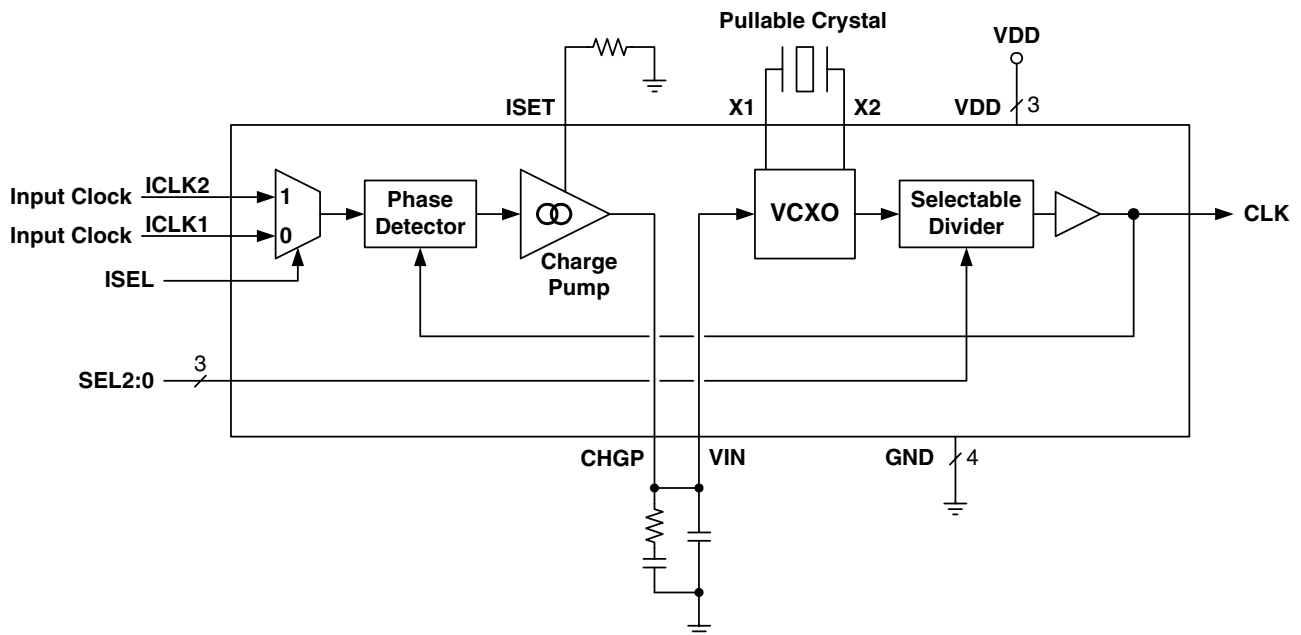 Pullable Crystal
VDD
ISET
X1
X2
VDD
3
Input Clock
ICLK2
1
Input Clock
ICLK1
0
ISEL
Phase
Detector
Charge
Pump
VCXO
Selectable
Divider
CLK
SEL2:0
3
CHGP
VIN
GND
4